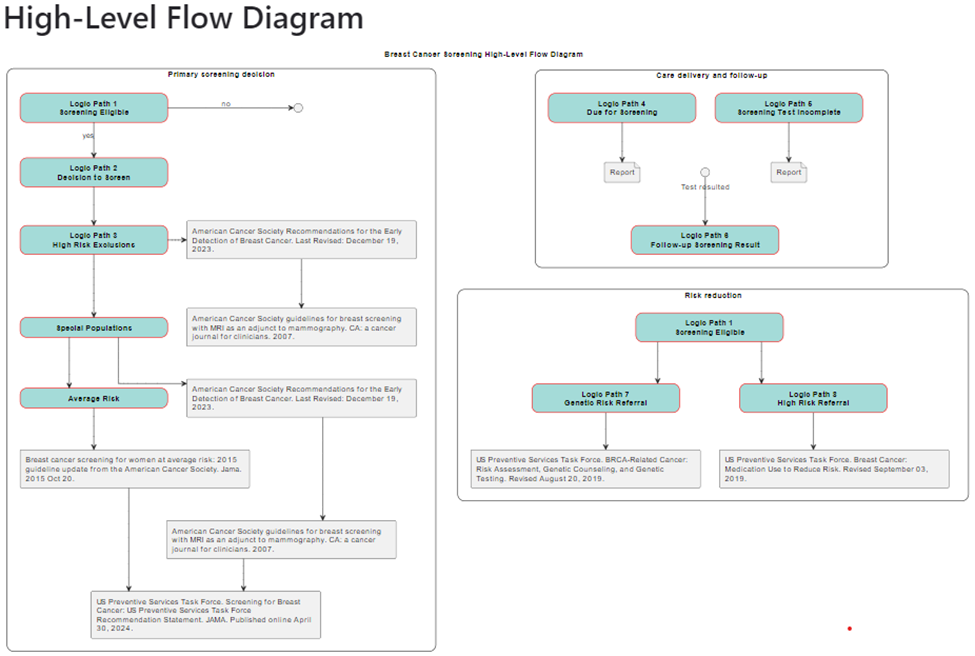 High-Level Flow Diagram
Breast Cancer Screening High-Level Flow Diagram
Primary screening decision
Logic Path 1
Screening Eligible
no
yes
Logic Path 2
Decision to Screen
Logic Path 3
High Risk Exclusions
American Cancer Society Recommendations for the Early
Detection of Breast Cancer. Last Revised: December 19,
2023.
American Cancer Society guidelines for breast screening
with MRI as an adjunct to mammography. CA: a cancer
journal for clinicians. 2007.
Special Populations
Average Risk
American Cancer Society Recommendations for the Early
Detection of Breast Cancer. Last Revised: December 19,
2023.
Breast cancer screening for women at average risk: 2015
guideline update from the American Cancer Society. Jama.
2015 Oct 20.
American Cancer Society guidelines for breast screening
with MRI as an adjunct to mammography. CA: a cancer
journal for clinicians. 2007.
US Preventive Services Task Force. Screening for Breast
Cancer: US Preventive Services Task Force
Recommendation Statement. JAMA. Published online April
30, 2024.
Care delivery and follow-up
Logic Path 4
Due for Screening
Report
Logic Path 5
Screening Test Incomplete
Report
Test resulted
Logic Path 6
Follow-up Screening Result
Risk reduction
Logic Path 1
Screening Eligible
Logic Path 7
Genetic Risk Referral
US Preventive Services Task Force. BRCA-Related Cancer:
Risk Assessment, Genetic Counseling, and Genetic
Testing. Revised August 20, 2019.
Logic Path 8
High Risk Referral
US Preventive Services Task Force. Breast Cancer:
Medication Use to Reduce Risk. Revised September 03,
2019.